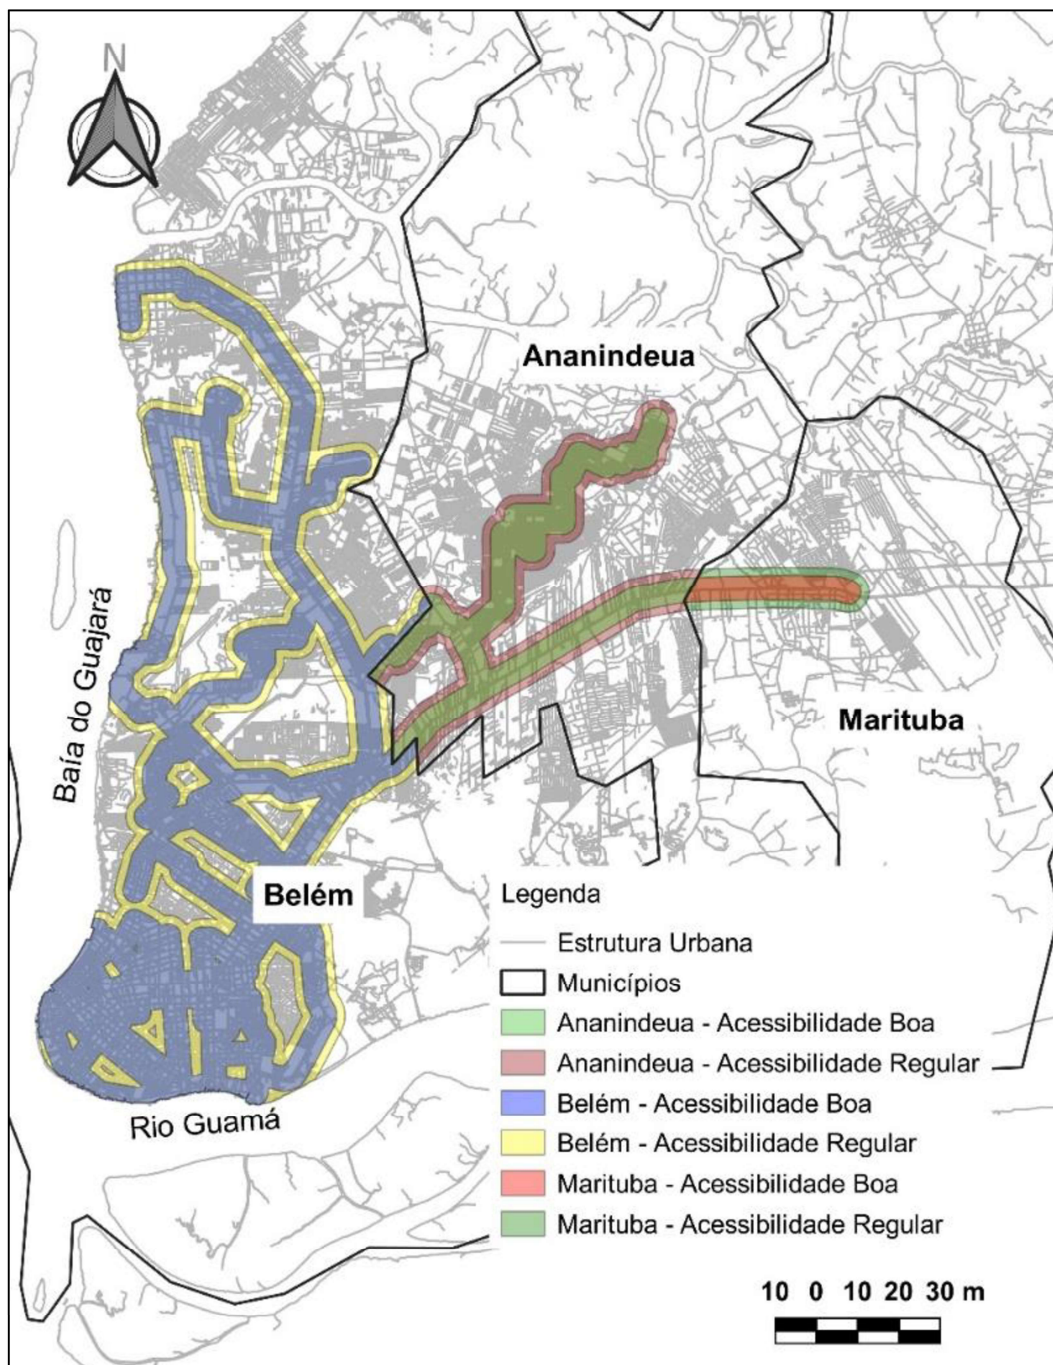 N
Ananindeua
Baía do Guajará
Marituba
Belém
Rio Guamá
Legenda
Estrutura Urbana
Municípios
Ananindeua - Acessibilidade Boa
Ananindeua - Acessibilidade Regular
Belém - Acessibilidade Boa
Belém - Acessibilidade Regular
Marituba - Acessibilidade Boa
Marituba - Acessibilidade Regular
10 0 10 20 30 m